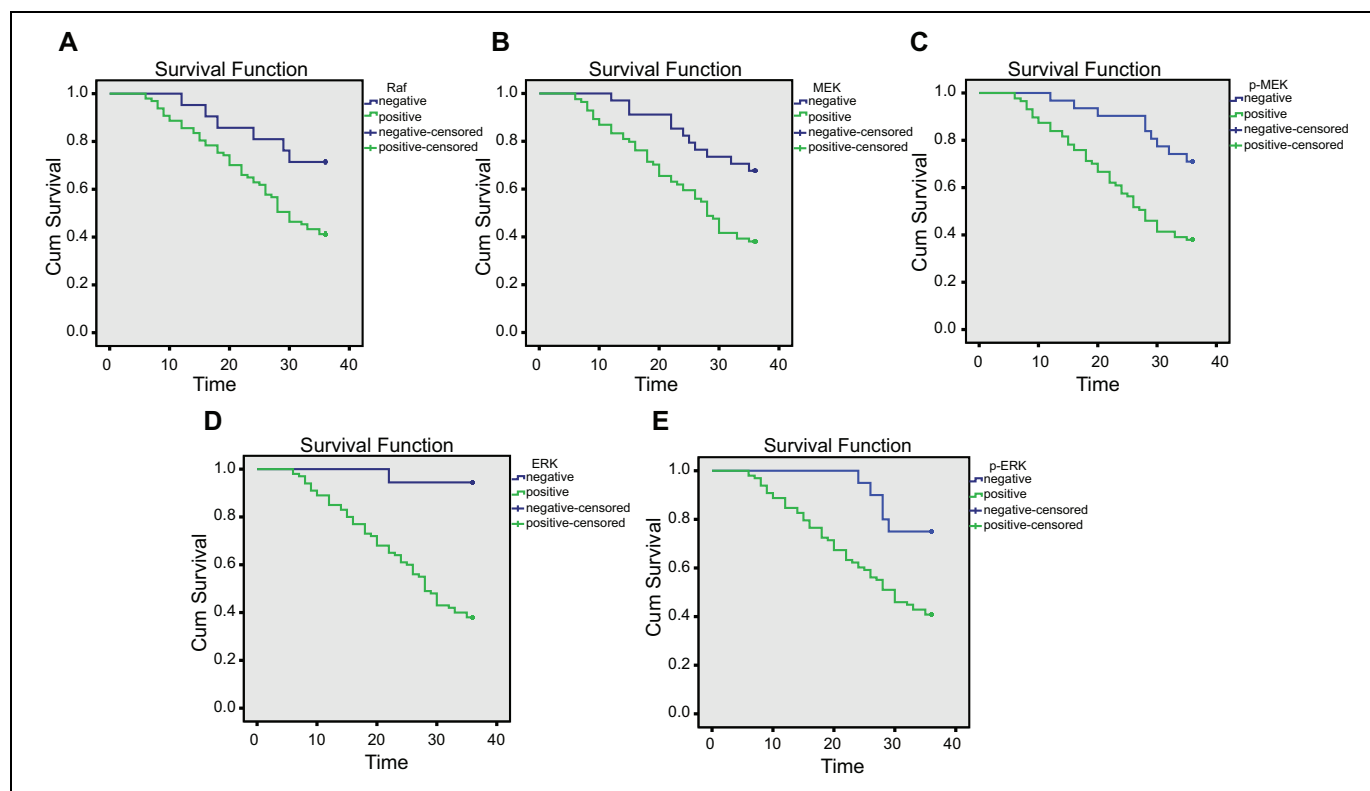 A
Survival Function
Raf
negative
positive
negative-censored
positive-censored
1.0
0.8
0.6
0.4
0.2
0.0
Cum Survival
0 10 20 30 40
Time
B
Survival Function
MEK
negative
positive
negative-censored
positive-censored
1.0
0.8
0.6
0.4
0.2
0.0
Cum Survival
0 10 20 30 40
Time
C
Survival Function
p-MEK
negative
positive
negative-censored
positive-censored
1.0
0.8
0.6
0.4
0.2
0.0
Cum Survival
0 10 20 30 40
Time
D
Survival Function
ERK
negative
positive
negative-censored
positive-censored
1.0
0.8
0.6
0.4
0.2
0.0
Cum Survival
0 10 20 30 40
Time
E
Survival Function
p-ERK
negative
positive
negative-censored
positive-censored
1.0
0.8
0.6
0.4
0.2
0.0
Cum Survival
0 10 20 30 40
Time